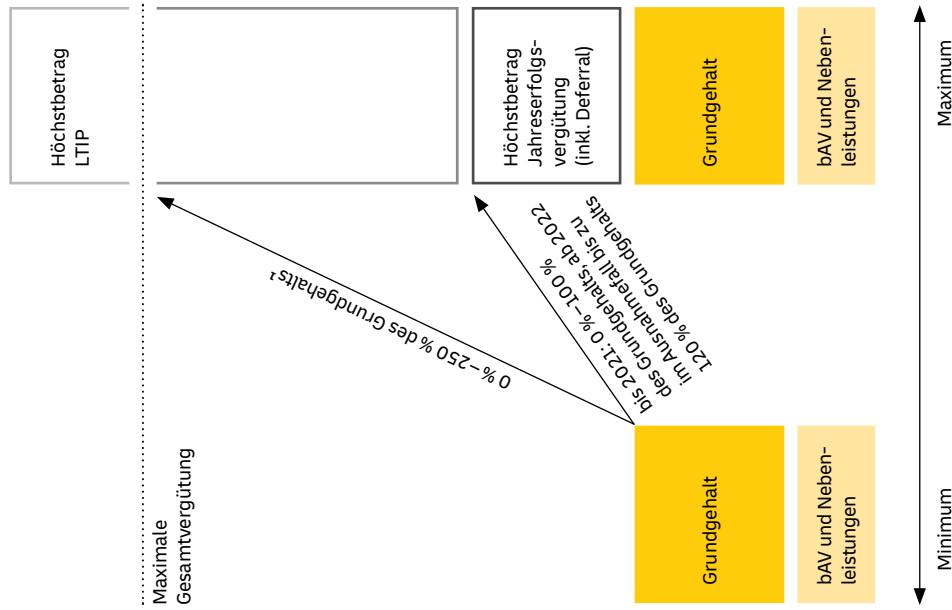 Höchstbetrag
LTIP
Maximale
Gesamtvergütung
Höchstbetrag
Jahreserfolgs-
vergütung
(inkl. Deferral)
Grundgehalt
bAV und Neben-
leistungen
0 % – 250 % des Grundgehalts¹
bis 2021: 0 % – 100 %
des Grundgehalts, ab 2022
im Ausnahmefall bis zu
120 % des Grundgehalts
Grundgehalt
bAV und Neben-
leistungen
Minimum
Maximum